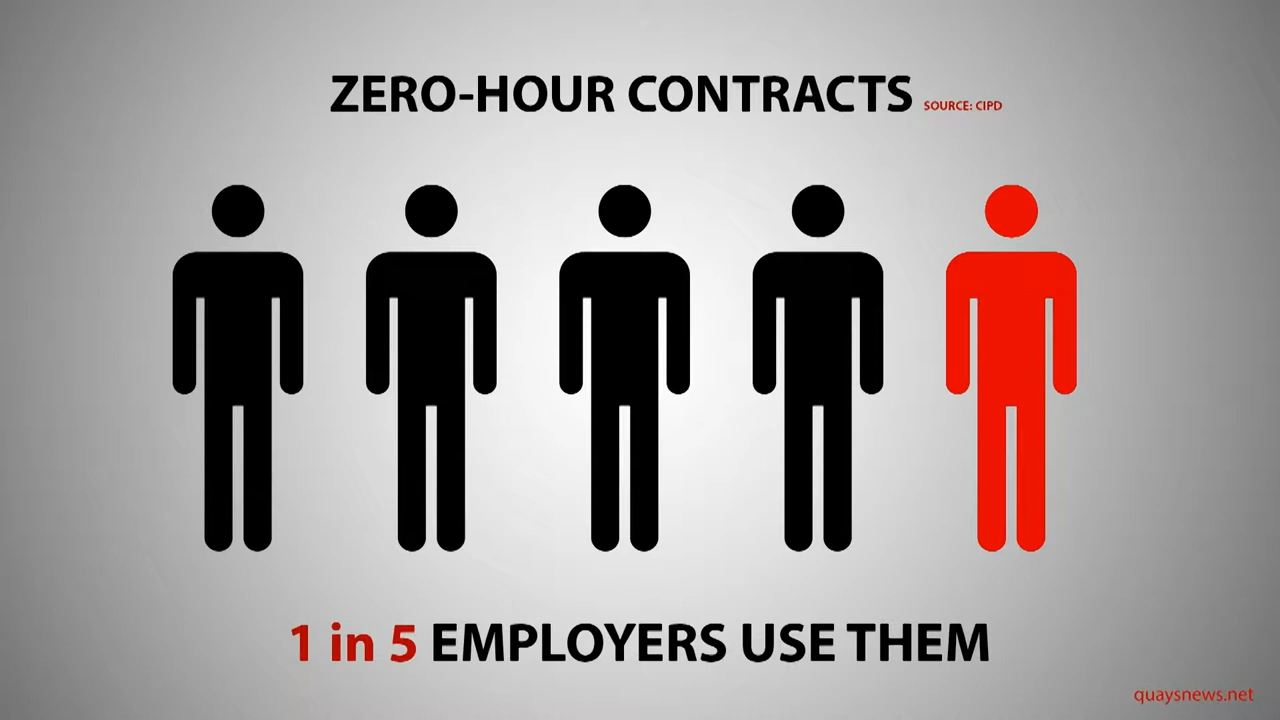 ZERO-HOUR CONTRACTS SOURCE: CIPD
1 in 5 EMPLOYERS USE THEM
quaysnews.net